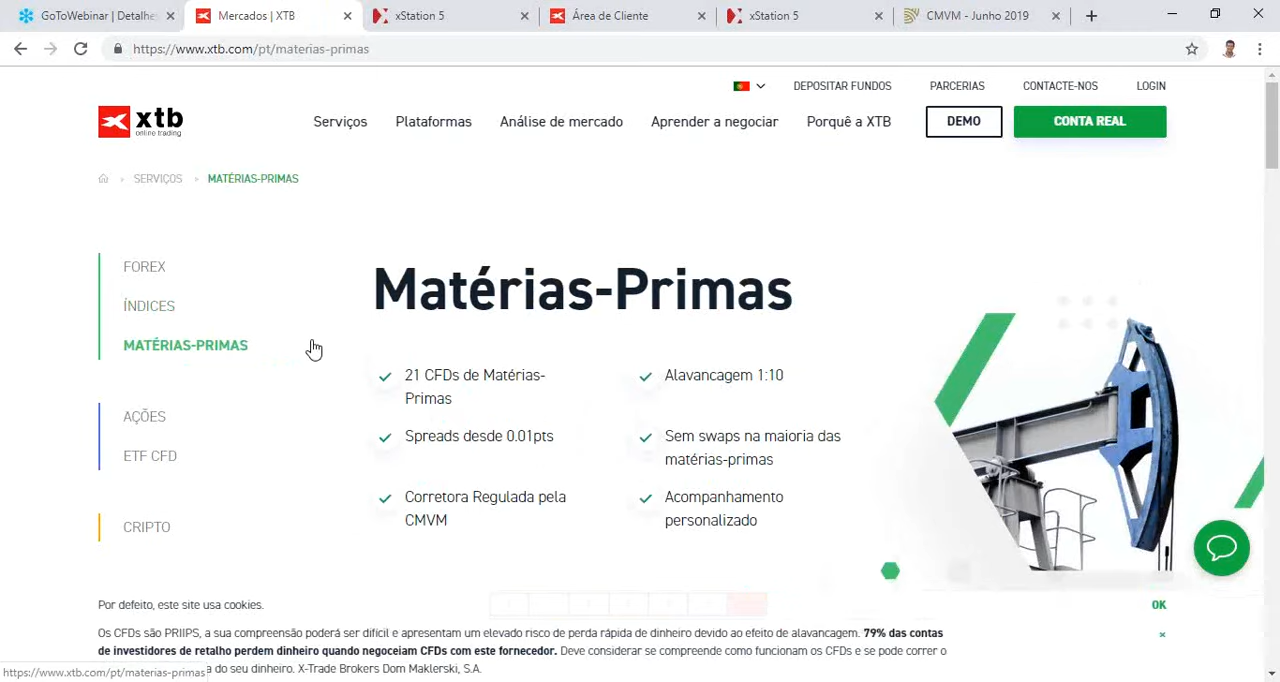 GoToWebinar | Detalhe
Mercados | XTB
xStation 5
Área de Cliente
xStation 5
CMVM - Junho 2019
https://www.xtb.com/pt/materias-primas
DEPOSITAR FUNDOS
PARCERIAS
CONTACTE-NOS
LOGIN
xtb
online trading
Serviços
Plataformas
Análise de mercado
Aprender a negociar
Porquê a XTB
DEMO
CONTA REAL
SERVIÇOS
MATÉRIAS-PRIMAS
FOREX
ÍNDICES
MATÉRIAS-PRIMAS
AÇÕES
ETF CFD
CRIPTO
Matérias-Primas
21 CFDs de Matérias-
Primas
Alavancagem 1:10
Spreads desde 0.01pts
Sem swaps na maioria das
matérias-primas
Corretora Regulada pela
CMVM
Acompanhamento
personalizado
Por defeito, este site usa cookies.
OK
Os CFDs são PRIIPS, a sua compreensão poderá ser difícil e apresentam um elevado risco de perda rápida de dinheiro devido ao efeito de alavancagem. 79% das contas
de investidores de retalho perdem dinheiro quando negoceiam CFDs com este fornecedor. Deve considerar se compreende como funcionam os CFDs e se pode correr o
a do seu dinheiro. X-Trade Brokers Dom Maklerski, S.A.
https://www.xtb.com/pt/materias-primas